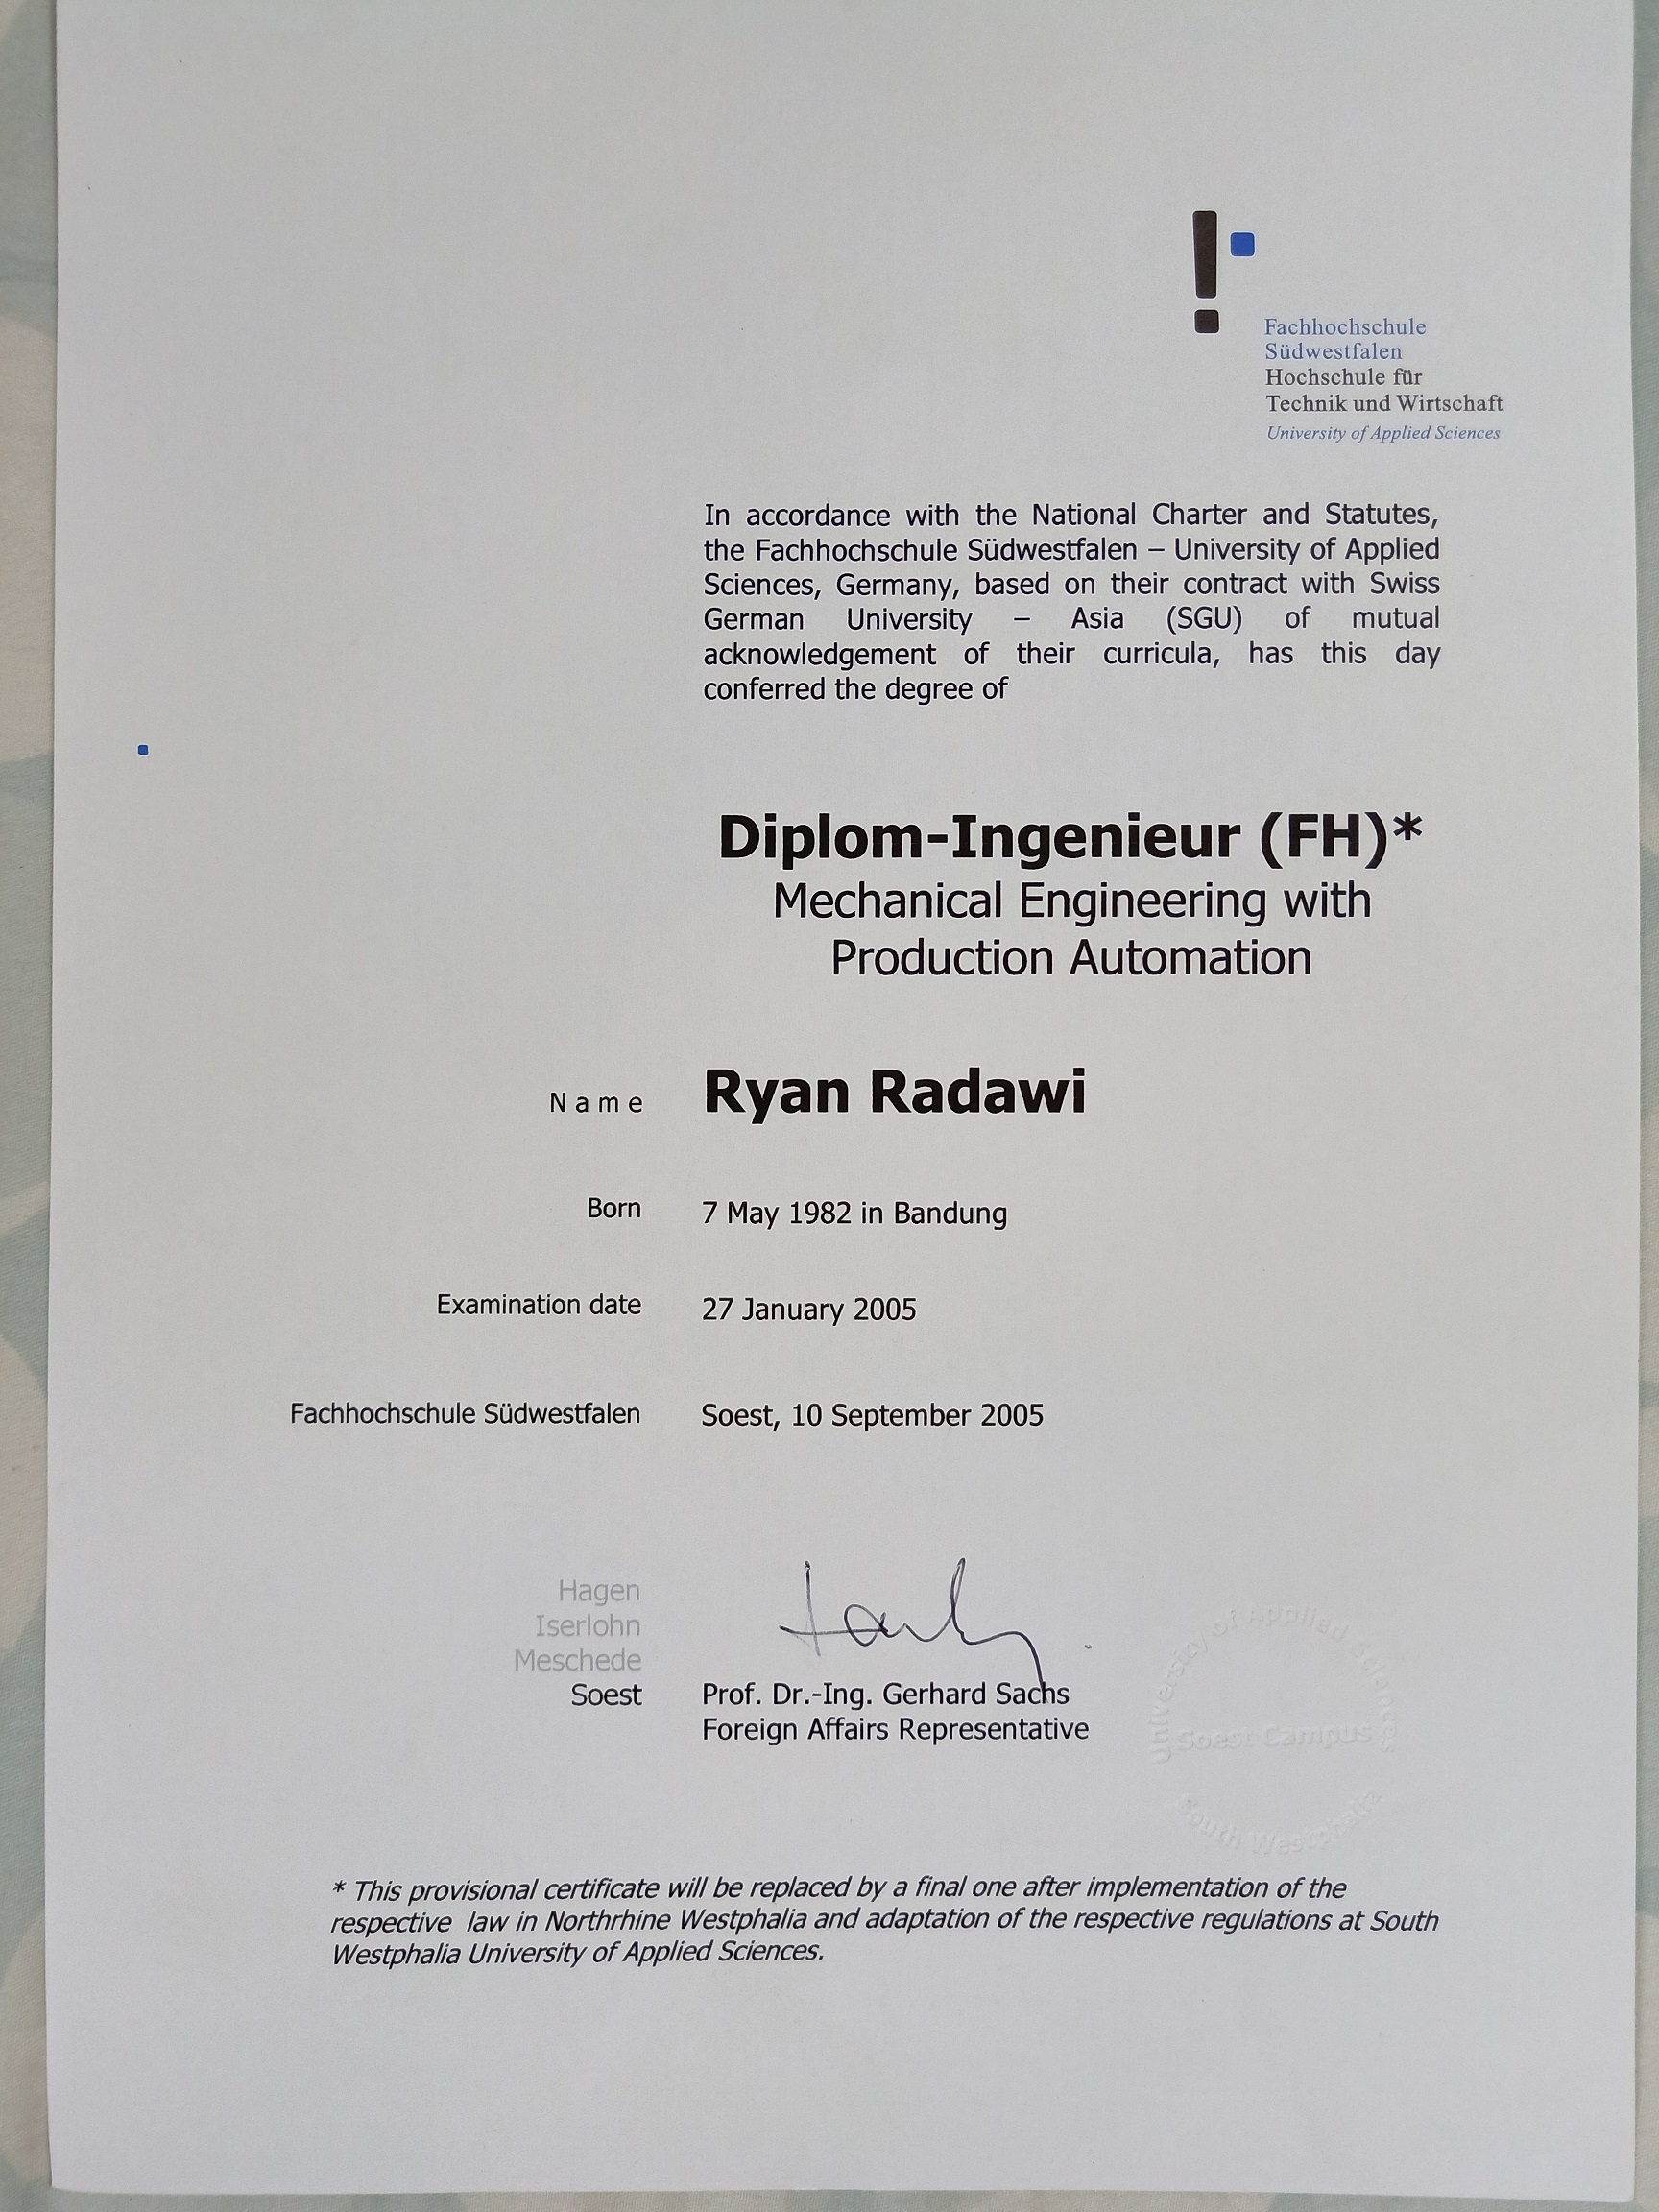 Fachhochschule
Südwestfalen
Hochschule für
Technik und Wirtschaft
University of Applied Sciences
In accordance with the National Charter and Statutes,
the Fachhochschule Südwestfalen – University of Applied
Sciences, Germany, based on their contract with Swiss
German University – Asia (SGU) of mutual
acknowledgement of their curricula, has this day
conferred the degree of
Diplom-Ingenieur (FH)*
Mechanical Engineering with
Production Automation
Name Ryan Radawi
Born 7 May 1982 in Bandung
Examination date 27 January 2005
Fachhochschule Südwestfalen Soest, 10 September 2005
Hagen
Iserlohn
Meschede
Soest Prof. Dr.-Ing. Gerhard Sachs
Foreign Affairs Representative
University of Applied Sciences
Soest Campus
South Westphalia
* This provisional certificate will be replaced by a final one after implementation of the
respective law in Northrhine Westphalia and adaptation of the respective regulations at South
Westphalia University of Applied Sciences.